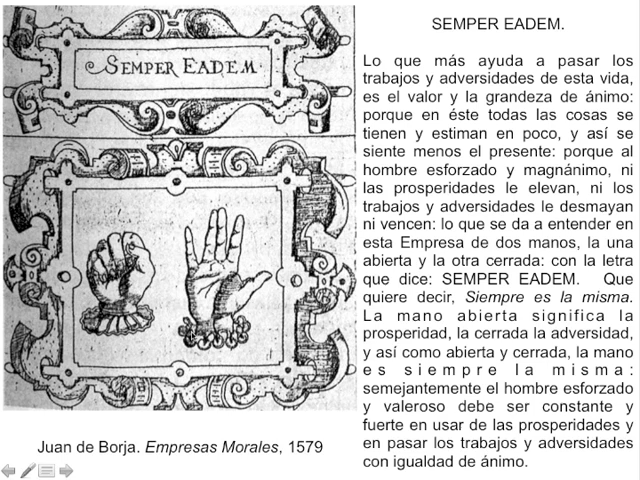 SEMPER EADEM
Juan de Borja. Empresas Morales, 1579
SEMPER EADEM.
Lo que más ayuda a pasar los
trabajos y adversidades de esta vida,
es el valor y la grandeza de ánimo:
porque en éste todas las cosas se
tienen y estiman en poco, y así se
siente menos el presente: porque al
hombre esforzado y magnánimo, ni
las prosperidades le elevan, ni los
trabajos y adversidades le desmayan
ni vencen: lo que se da a entender en
esta Empresa de dos manos, la una
abierta y la otra cerrada: con la letra
que dice: SEMPER EADEM. Que
quiere decir, Siempre es la misma.
La mano abierta significa la
prosperidad, la cerrada la adversidad,
y así como abierta y cerrada, la mano
es siempre la misma:
semejantemente el hombre esforzado
y valeroso debe ser constante y
fuerte en usar de las prosperidades y
en pasar los trabajos y adversidades
con igualdad de ánimo.